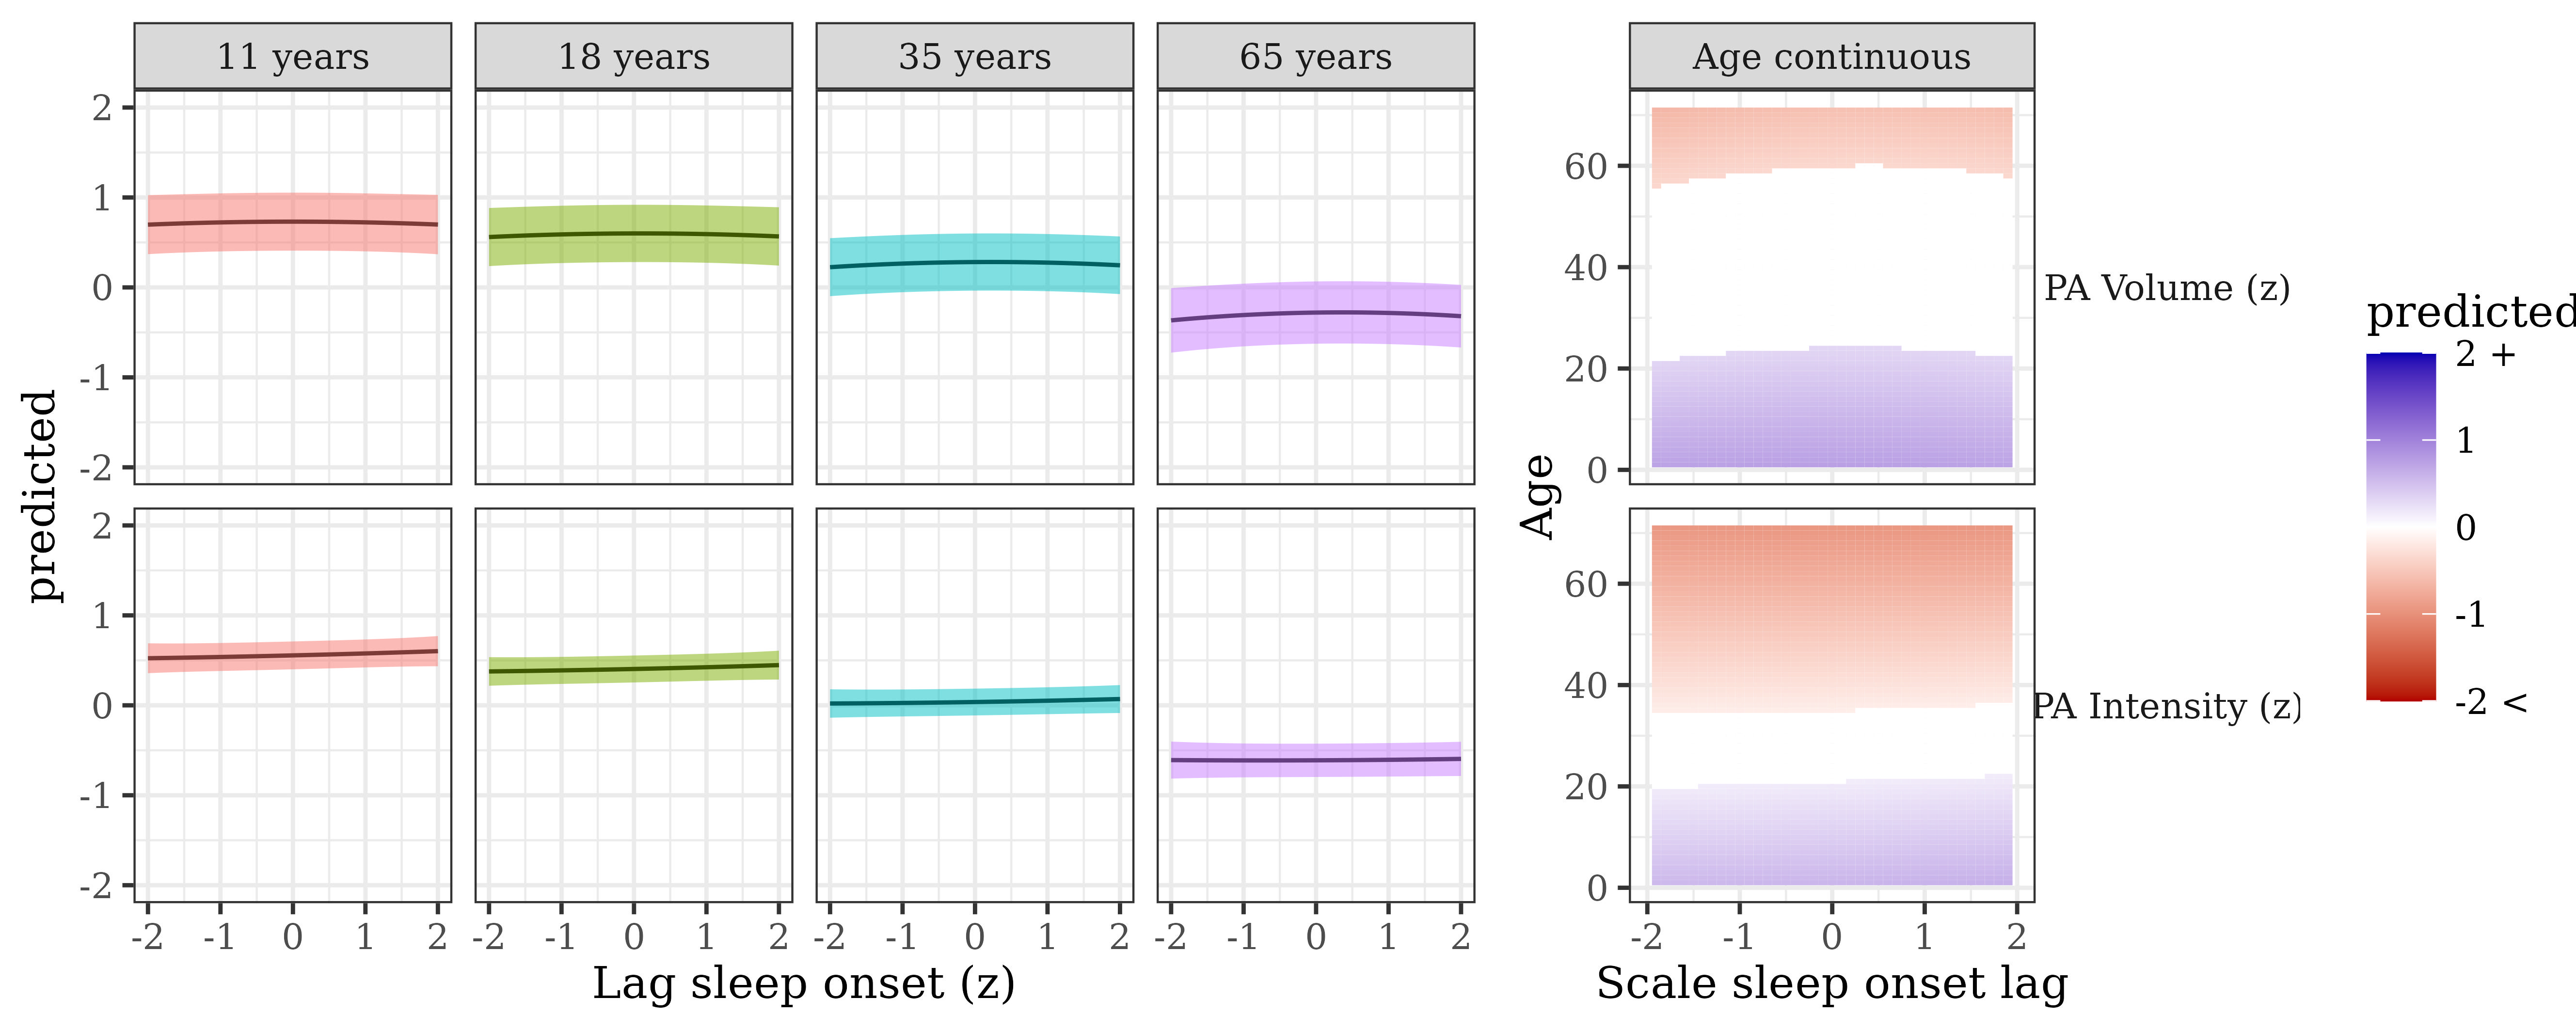 11 years
18 years
35 years
65 years
Age continuous
2
1
0
-1
-2
60
40
20
0
PA Volume (z)
predicted
2 +
1
0
-1
-2 <
predicted
Age
2
1
0
-1
-2
60
40
20
0
PA Intensity (z)
-2 -1 0 1 2
-2 -1 0 1 2
-2 -1 0 1 2
-2 -1 0 1 2
-2 -1 0 1 2
Lag sleep onset (z)
Scale sleep onset lag